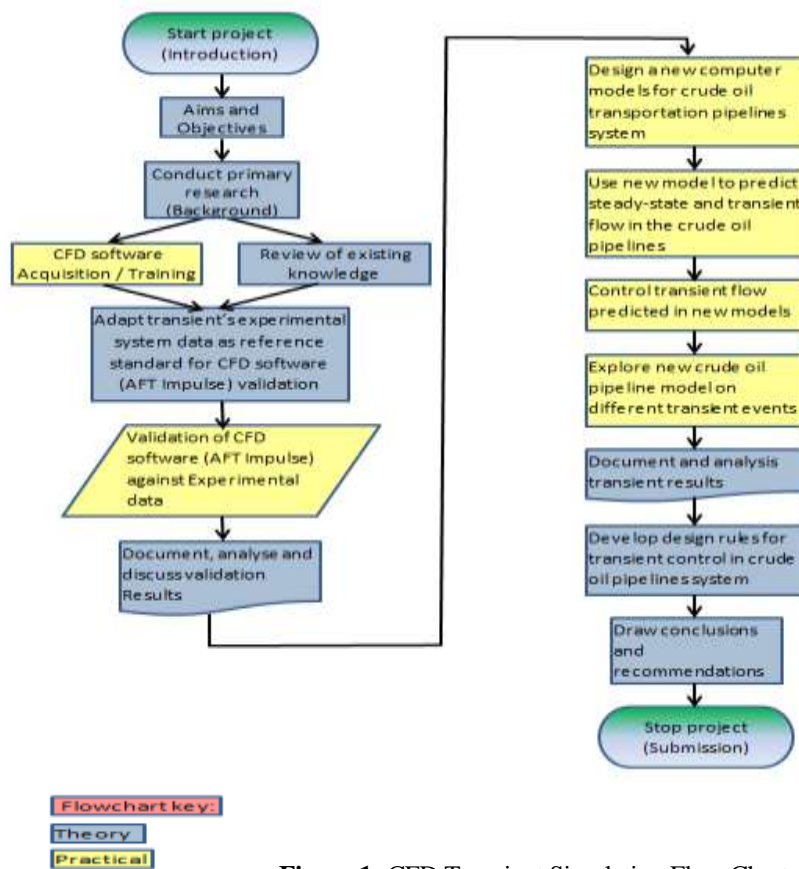 Start project
(Introduction)
Aims and
Objectives
Conduct primary
research
(Background)
CFD software
Acquisition / Training
Review of existing
knowledge
Adapt transient's experimental
system data as reference
standard for CFD software
(AFT Impulse) validation
Validation of CFD
software (AFT Impulse)
against Experimental
data
Document, analyse and
discuss validation
Results
Design a new computer
models for crude oil
transportation pipelines
system
Use new model to predict
steady-state and transient
flow in the crude oil
pipelines
Control transient flow
predicted in new models
Explore new crude oil
pipeline model on
different transient events
Document and analysis
transient results
Develop design rules for
transient control in crude
oil pipelines system
Draw conclusions
and
recommendations
Stop project
(Submission)
Flowchart key:
Theory
Practical